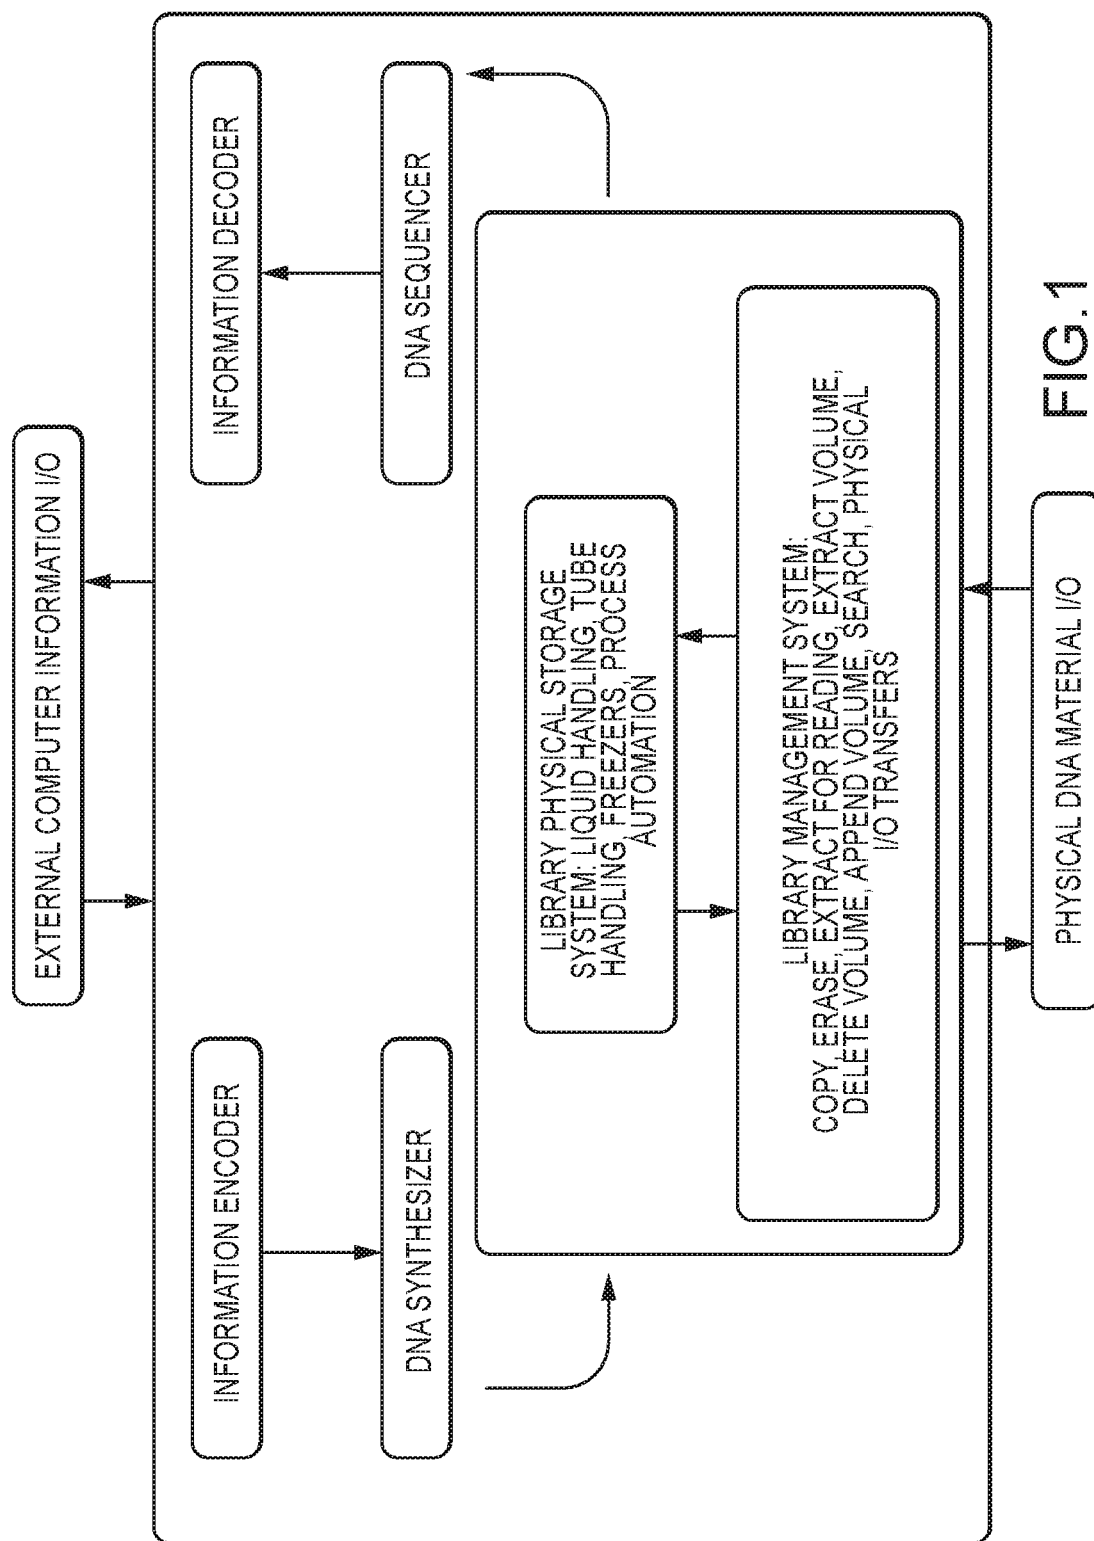 EXTERNAL COMPUTER INFORMATION I/O
INFORMATION ENCODER
INFORMATION DECODER
DNA SYNTHESIZER
DNA SEQUENCER
LIBRARY PHYSICAL STORAGE
SYSTEM: LIQUID HANDLING, TUBE
HANDLING, FREEZERS, PROCESS
AUTOMATION
LIBRARY MANAGEMENT SYSTEM:
COPY, ERASE, EXTRACT FOR READING, EXTRACT VOLUME,
DELETE VOLUME, APPEND VOLUME, SEARCH, PHYSICAL
I/O TRANSFERS
PHYSICAL DNA MATERIAL I/O
FIG.1